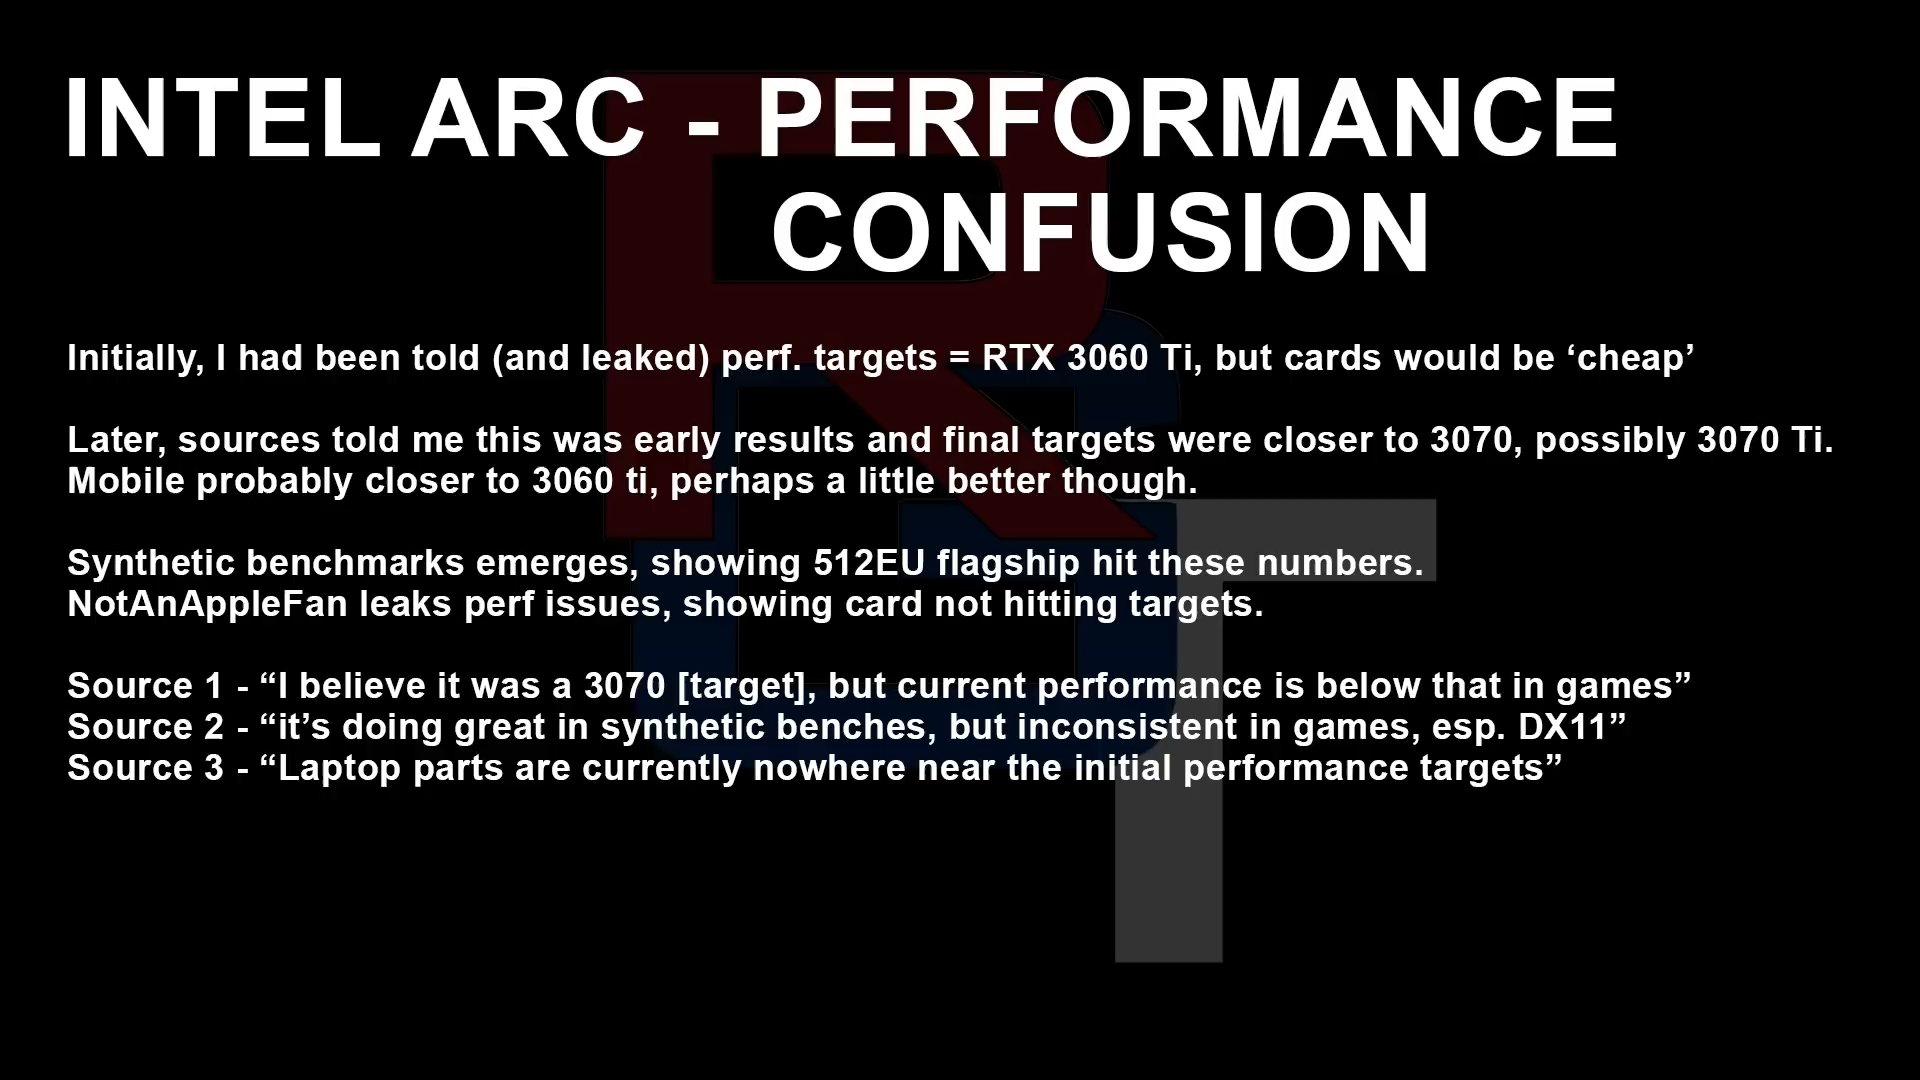 INTEL ARC - PERFORMANCE
CONFUSION
Initially, I had been told (and leaked) perf. targets = RTX 3060 Ti, but cards would be ‘cheap’
Later, sources told me this was early results and final targets were closer to 3070, possibly 3070 Ti.
Mobile probably closer to 3060 ti, perhaps a little better though.
Synthetic benchmarks emerges, showing 512EU flagship hit these numbers.
NotAnAppleFan leaks perf issues, showing card not hitting targets.
Source 1 - “I believe it was a 3070 [target], but current performance is below that in games”
Source 2 - “it’s doing great in synthetic benches, but inconsistent in games, esp. DX11”
Source 3 - “Laptop parts are currently nowhere near the initial performance targets”